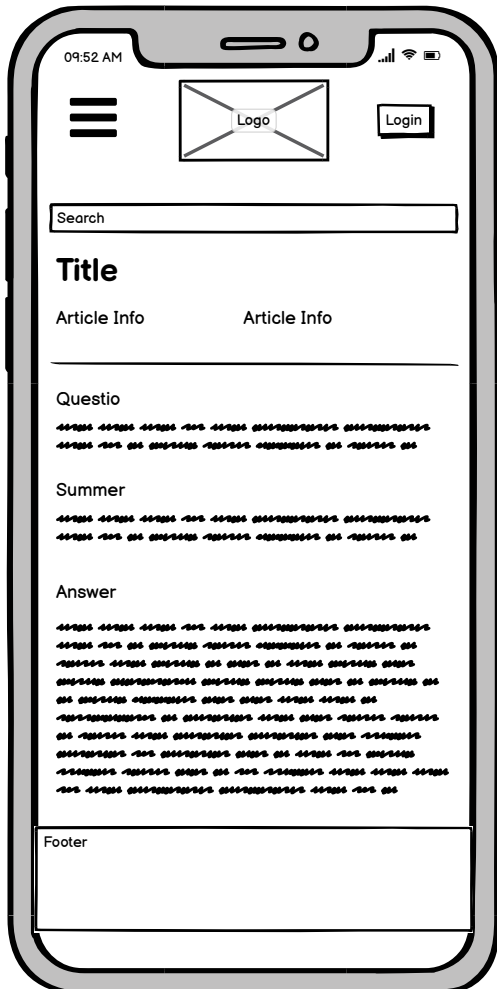 09:52 AM
Logo
Login
Search
Title
Article Info Article Info
Questio
Summer
Answer
Footer